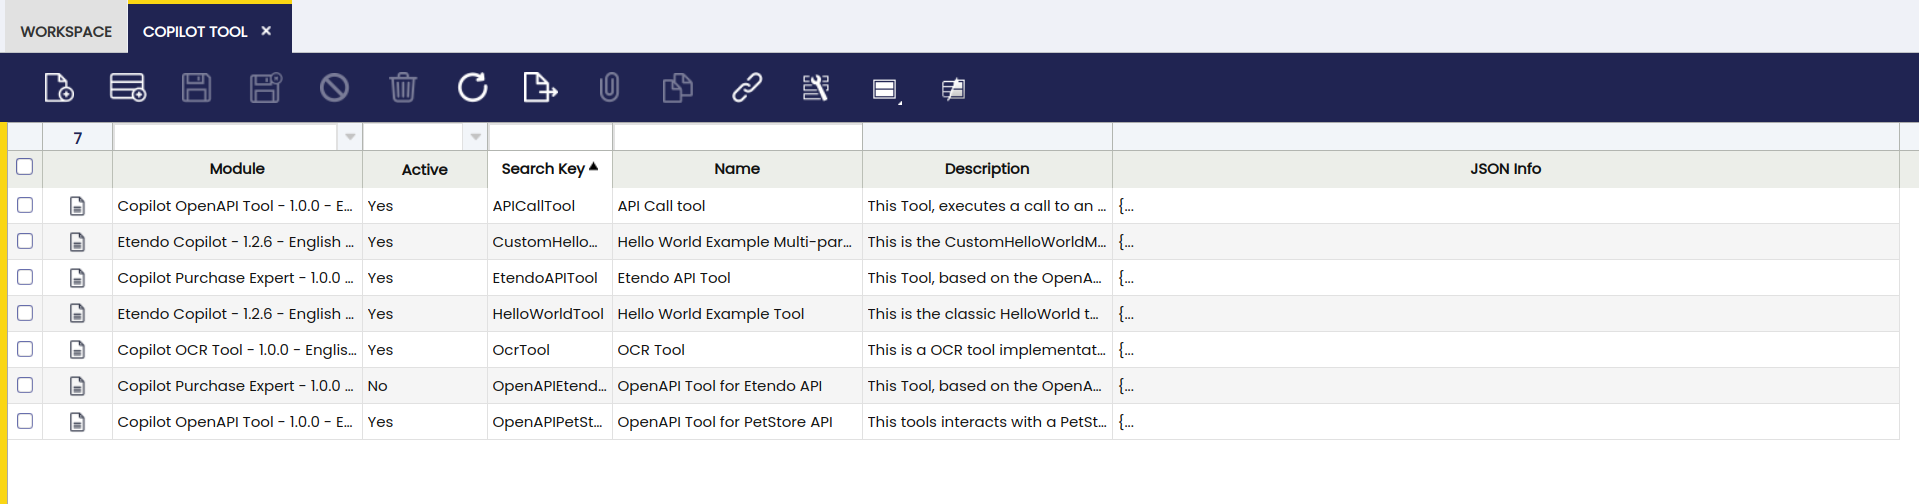 WORKSPACE COPILOT TOOL ×
7
Module Active Search Key Name Description JSON Info
Copilot OpenAPI Tool - 1.0.0 - E... Yes APICallTool API Call tool This Tool, executes a call to an ... {...
Etendo Copilot - 1.2.6 - English ... Yes CustomHello... Hello World Example Multi-par... This is the CustomHelloWorldM... {...
Copilot Purchase Expert - 1.0.0 ... Yes EtendoAPITool Etendo API Tool This Tool, based on the OpenA... {...
Etendo Copilot - 1.2.6 - English ... Yes HelloWorldTool Hello World Example Tool This is the classic HelloWorld t... {...
Copilot OCR Tool - 1.0.0 - Englis... Yes OcrTool OCR Tool This is a OCR tool implementat... {...
Copilot Purchase Expert - 1.0.0 ... No OpenAPIEtend... OpenAPI Tool for Etendo API This Tool, based on the OpenA... {...
Copilot OpenAPI Tool - 1.0.0 - E... Yes OpenAPIPetSt... OpenAPI Tool for PetStore API This tools interacts with a PetSt... {...